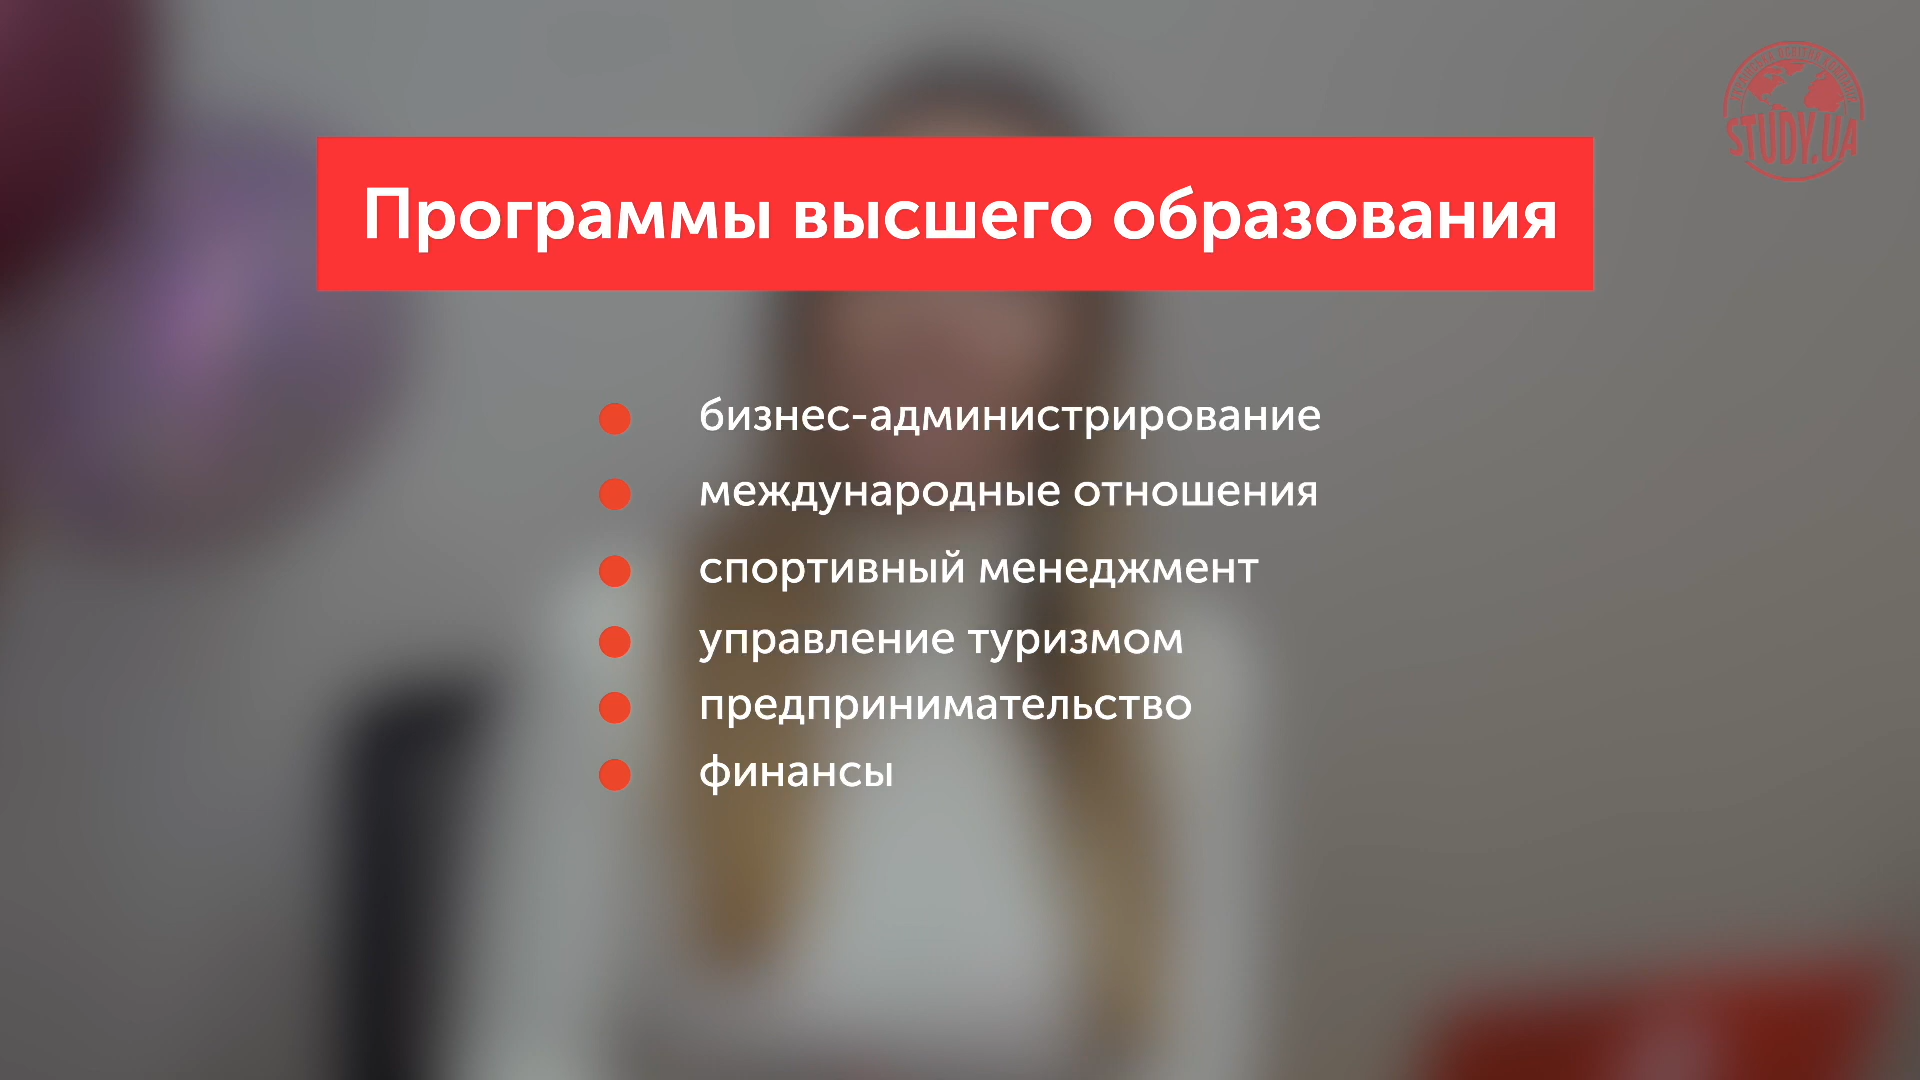 STUDY.UA
Программы высшего образования
бизнес-администрирование
международные отношения
спортивный менеджмент
управление туризмом
предпринимательство
финансы